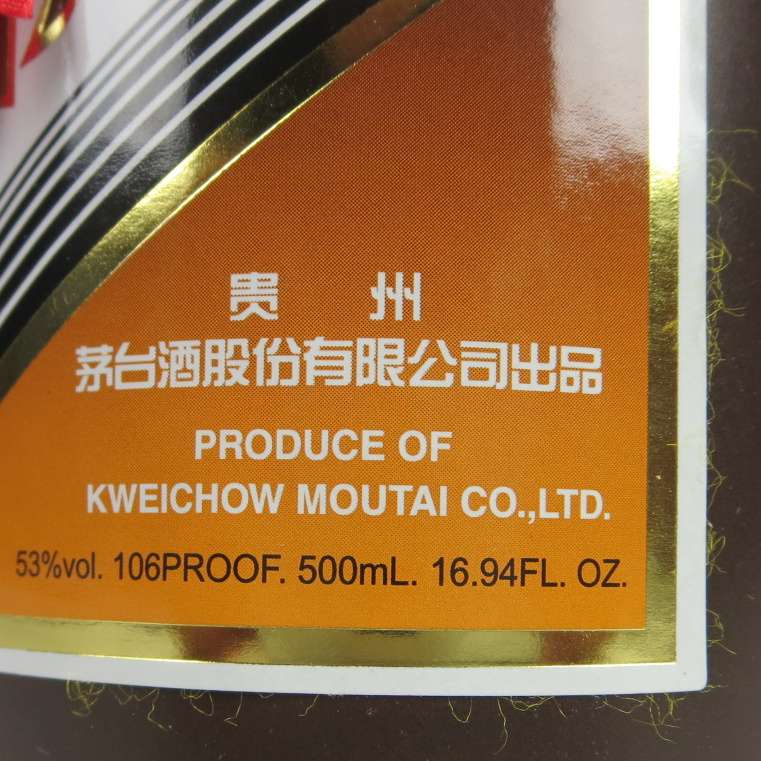 贵 州
茅台酒股份有限公司出品
PRODUCE OF
KWEICHOW MOUTAI CO.,LTD.
53%vol. 106PROOF. 500mL. 16.94FL. OZ.